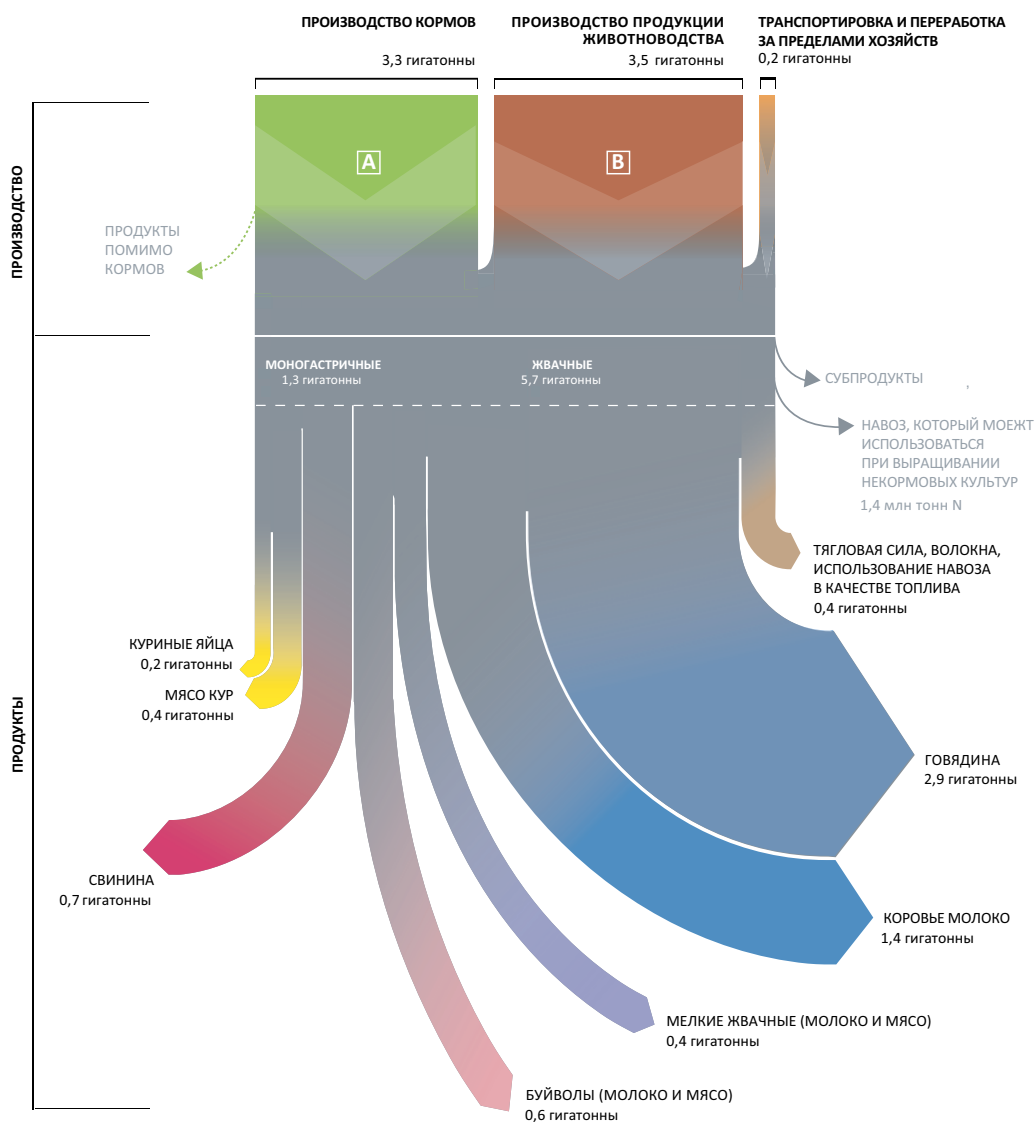 ПРОИЗВОДСТВО КОРМОВ
3,3 гигатонны
ПРОИЗВОДСТВО ПРОДУКЦИИ
ЖИВОТНОВОДСТВА
3,5 гигатонны
ТРАНСПОРТИРОВКА И ПЕРЕРАБОТКА
ЗА ПРЕДЕЛАМИ ХОЗЯЙСТВ
0,2 гигатонны
A
B
ПРОИЗВОДСТВО
ПРОДУКТЫ
ПОМИМО
КОРМОВ
МОНОГАСТРИЧНЫЕ
1,3 гигатонны
ЖВАЧНЫЕ
5,7 гигатонны
СУБПРОДУКТЫ ,
НАВОЗ, КОТОРЫЙ МОЕЖТ
ИСПОЛЬЗОВАТЬСЯ
ПРИ ВЫРАЩИВАНИИ
НЕКОРМОВЫХ КУЛЬТУР
1,4 млн тонн N
ТЯГЛОВАЯ СИЛА, ВОЛОКНА,
ИСПОЛЬЗОВАНИЕ НАВОЗА
В КАЧЕСТВЕ ТОПЛИВА
0,4 гигатонны
КУРИНЫЕ ЯЙЦА
0,2 гигатонны
МЯСО КУР
0,4 гигатонны
ПРОДУКТЫ
ГОВЯДИНА
2,9 гигатонны
СВИНИНА
0,7 гигатонны
КОРОВЬЕ МОЛОКО
1,4 гигатонны
МЕЛКИЕ ЖВАЧНЫЕ (МОЛОКО И МЯСО)
0,4 гигатонны
БУЙВОЛЫ (МОЛОКО И МЯСО)
0,6 гигатонны